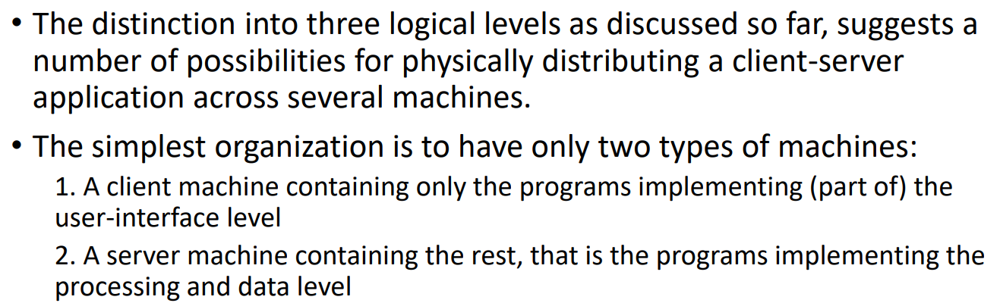 • The distinction into three logical levels as discussed so far, suggests a
number of possibilities for physically distributing a client-server
application across several machines.
• The simplest organization is to have only two types of machines:
1. A client machine containing only the programs implementing (part of) the
user-interface level
2. A server machine containing the rest, that is the programs implementing the
processing and data level